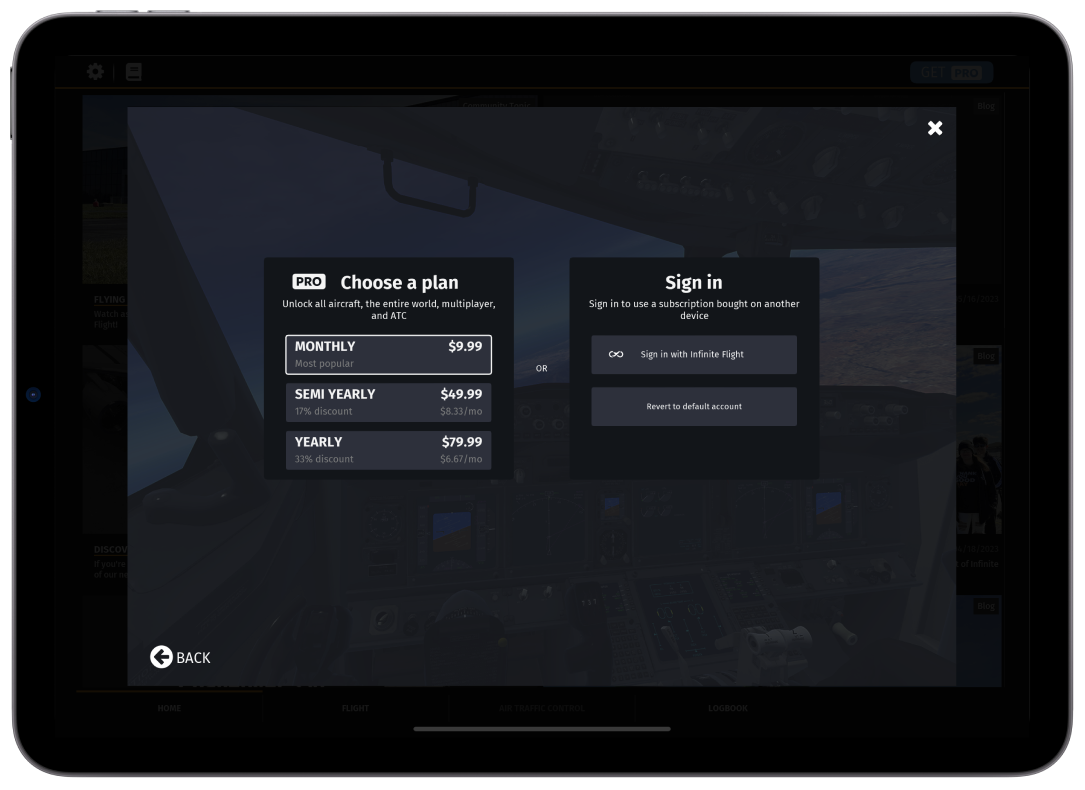 GET PRO
Community Topic
Blog
PRO Choose a plan
Unlock all aircraft, the entire world, multiplayer,
and ATC
MONTHLY $9.99
Most popular
SEMI YEARLY $49.99
17% discount $8.33/mo
YEARLY $79.99
33% discount $6.67/mo
OR
Sign in
Sign in to use a subscription bought on another
device
Sign in with Infinite Flight
Revert to default account
FLYING
Watch
Flight!
Blog
DISCOV
If you're
of our
of Infinite
Blog
BACK
HOME
FLIGHT
AIR TRAFFIC CONTROL
LOGBOOK